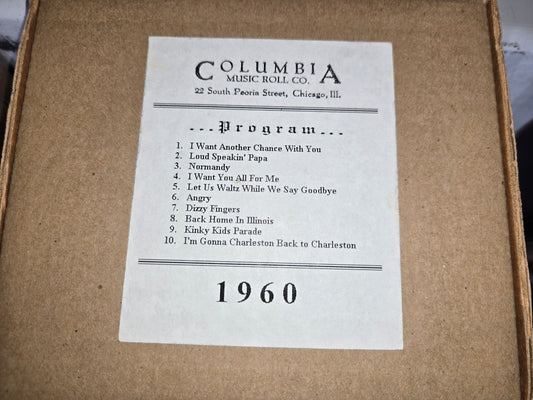 COLUMBIA
MUSIC ROLL CO.
22 South Peoria Street, Chicago, Ill.
...Program...
1. I Want Another Chance With You
2. Loud Speakin' Papa
3. Normandy
4. I Want You All For Me
5. Let Us Waltz While We Say Goodbye
6. Angry
7. Dizzy Fingers
8. Back Home In Illinois
9. Kinky Kids Parade
10. I'm Gonna Charleston Back to Charleston
1960